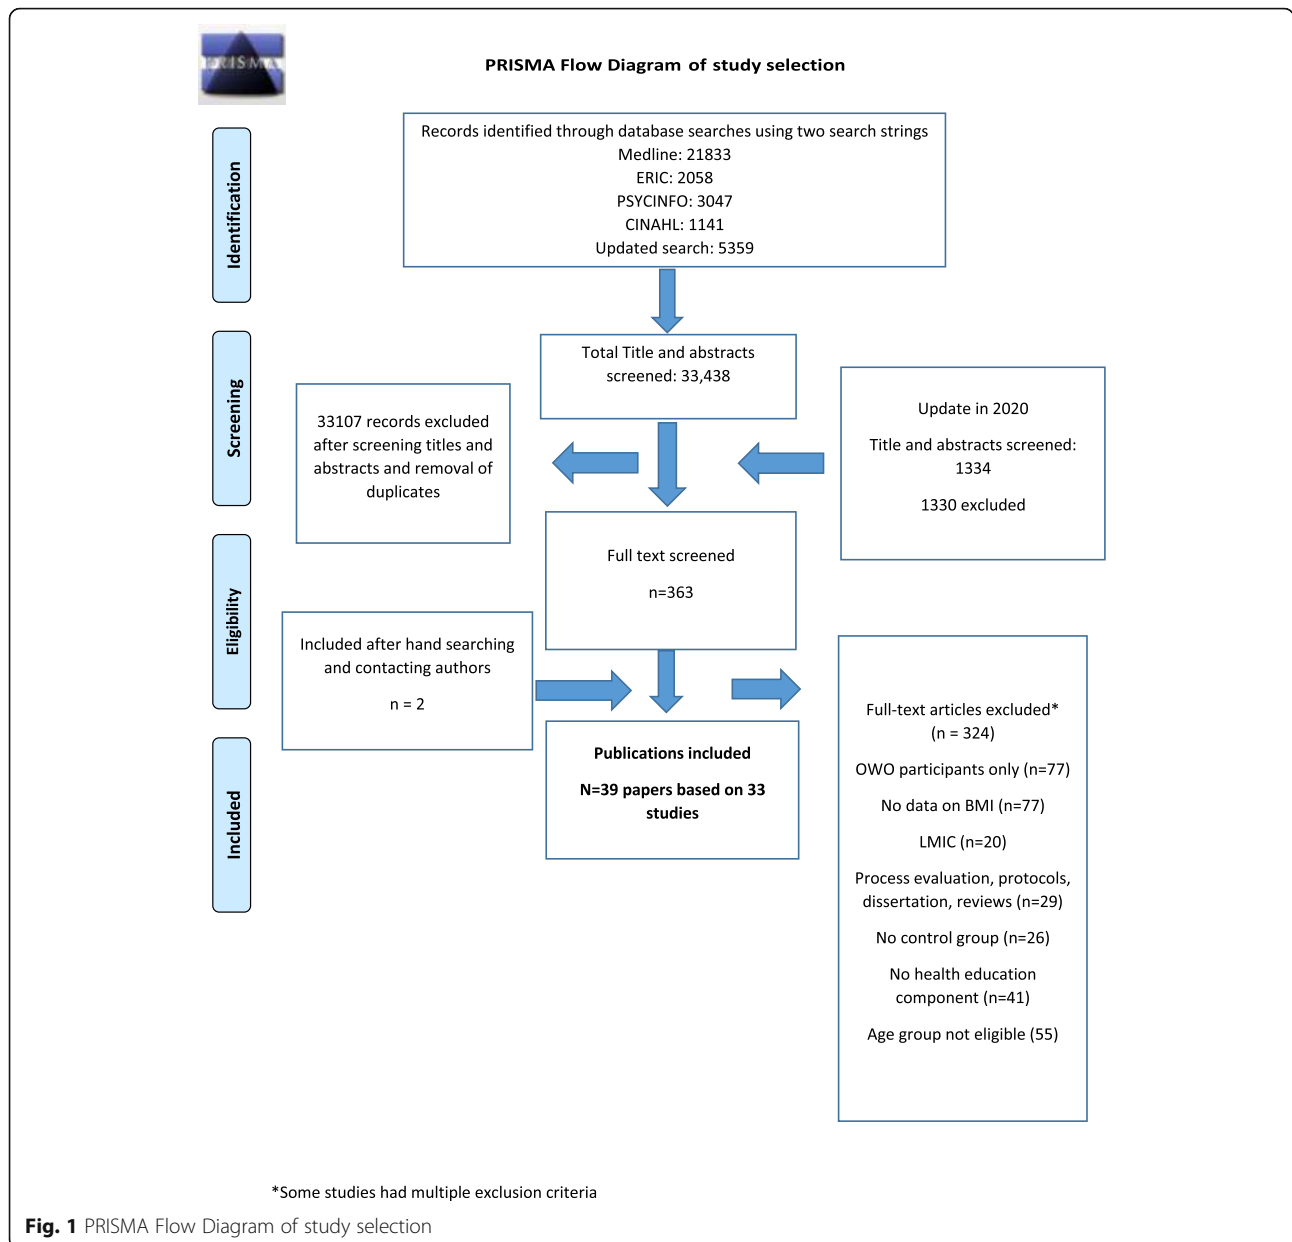 PRISMA
PRISMA Flow Diagram of study selection
Identification
Records identified through database searches using two search strings
Medline: 21833
ERIC: 2058
PSYCINFO: 3047
CINAHL: 1141
Updated search: 5359
Screening
Total Title and abstracts
screened: 33,438
33107 records excluded
after screening titles and
abstracts and removal of
duplicates
Update in 2020
Title and abstracts screened:
1334
1330 excluded
Eligibility
Full text screened
n=363
Included after hand searching
and contacting authors
n = 2
Full-text articles excluded*
(n = 324)
OWO participants only (n=77)
No data on BMI (n=77)
LMIC (n=20)
Process evaluation, protocols,
dissertation, reviews (n=29)
No control group (n=26)
No health education
component (n=41)
Age group not eligible (55)
Included
Publications included
N=39 papers based on 33
studies
*Some studies had multiple exclusion criteria
Fig. 1 PRISMA Flow Diagram of study selection